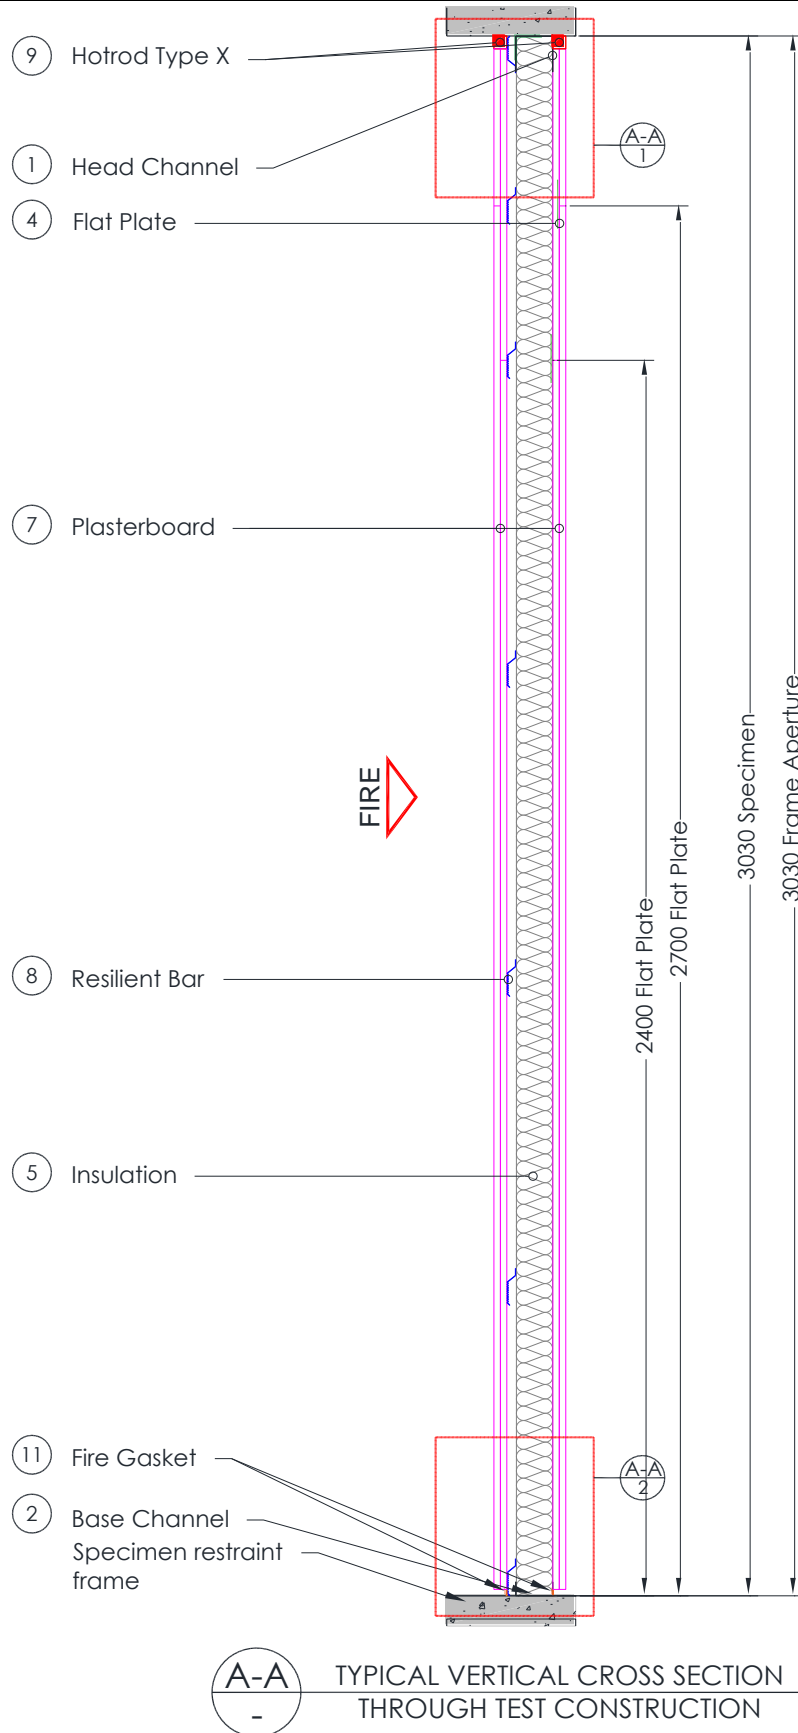 9 Hotrod Type X
1 Head Channel
A-A
1
4 Flat Plate
7 Plasterboard
FIRE
3030 Specimen
3030 Frame Aperture
2700 Flat Plate
2400 Flat Plate
8 Resilient Bar
5 Insulation
11 Fire Gasket
A-A
2
2 Base Channel
Specimen restraint
frame
A-A
-
TYPICAL VERTICAL CROSS SECTION
THROUGH TEST CONSTRUCTION